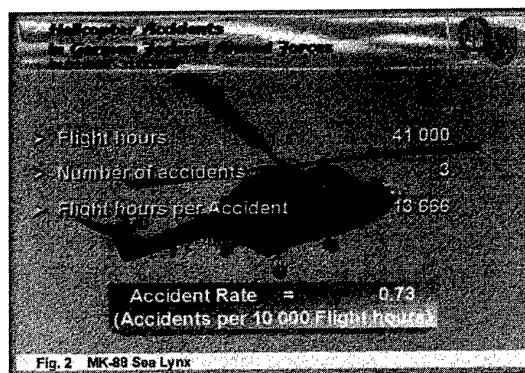 Helicopter Accidents
in German Federal Armed Forces
> Flight hours 41 000
> Number of accidents 3
> Flight hours per Accident 13 666
Accident Rate = 0.73
(Accidents per 10 000 Flight hours)
Fig. 2 MK-88 Sea Lynx